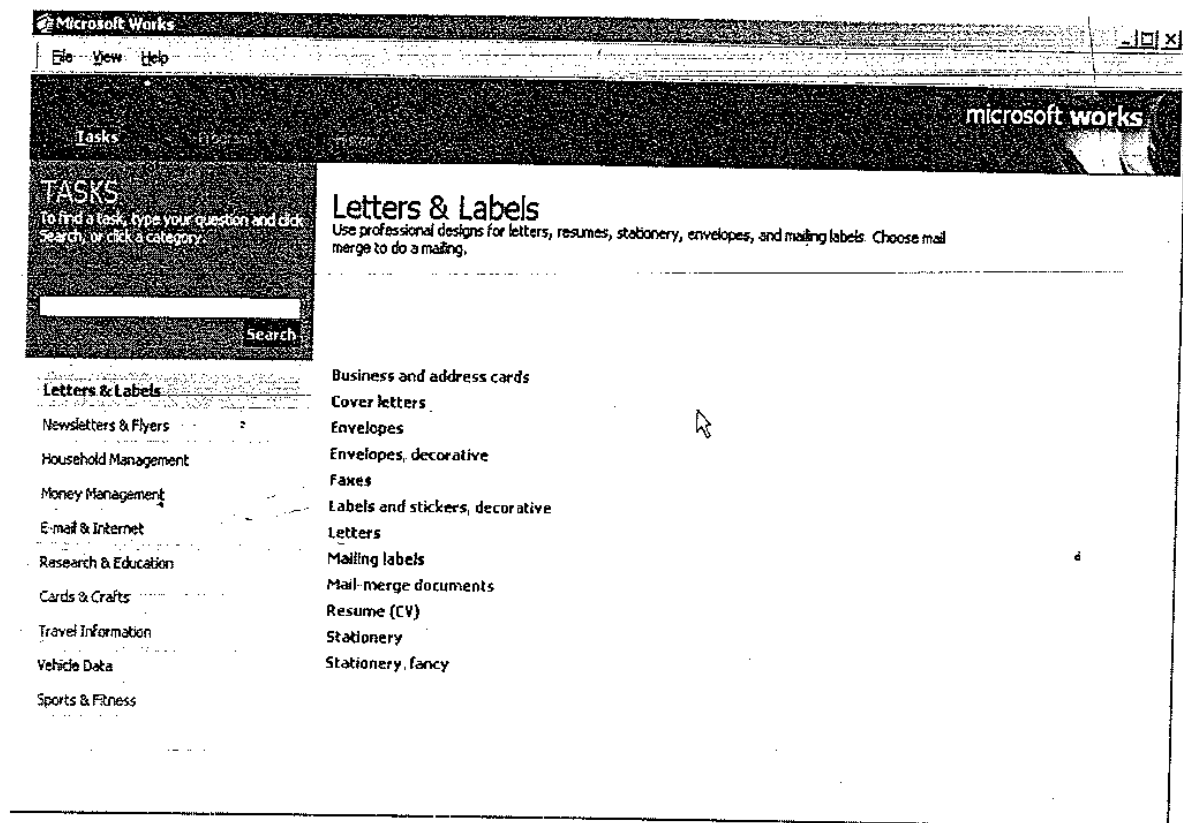 Microsoft Works
File View Help
microsoft works
Tasks Programs
TASKS
To find a task, type your question and click
Search, or click a category.
Search
Letters & Labels
Newsletters & Flyers
Household Management
Money Management
E-mail & Internet
Research & Education
Cards & Crafts
Travel Information
Vehicle Data
Sports & Fitness
Letters & Labels
Use professional designs for letters, resumes, stationery, envelopes, and mailing labels. Choose mail
merge to do a mailing.
Business and address cards
Cover letters
Envelopes
Envelopes, decorative
Faxes
Labels and stickers, decorative
Letters
Mailing labels
Mail-merge documents
Resume (CV)
Stationery
Stationery, fancy